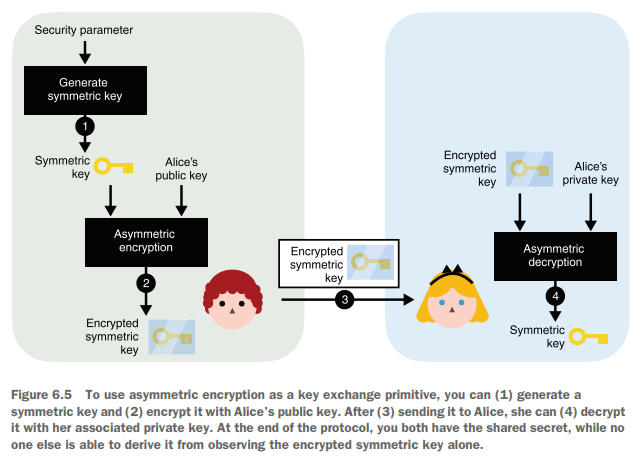 Security parameter
Generate
symmetric key
1
Symmetric
key
Alice's
public key
Asymmetric
encryption
2
Encrypted
symmetric
key
Encrypted
symmetric
key
3
Encrypted
symmetric
key
Alice's
private key
Asymmetric
decryption
4
Symmetric
key
Figure 6.5 To use asymmetric encryption as a key exchange primitive, you can (1) generate a
symmetric key and (2) encrypt it with Alice's public key. After (3) sending it to Alice, she can (4) decrypt
it with her associated private key. At the end of the protocol, you both have the shared secret, while no
one else is able to derive it from observing the encrypted symmetric key alone.